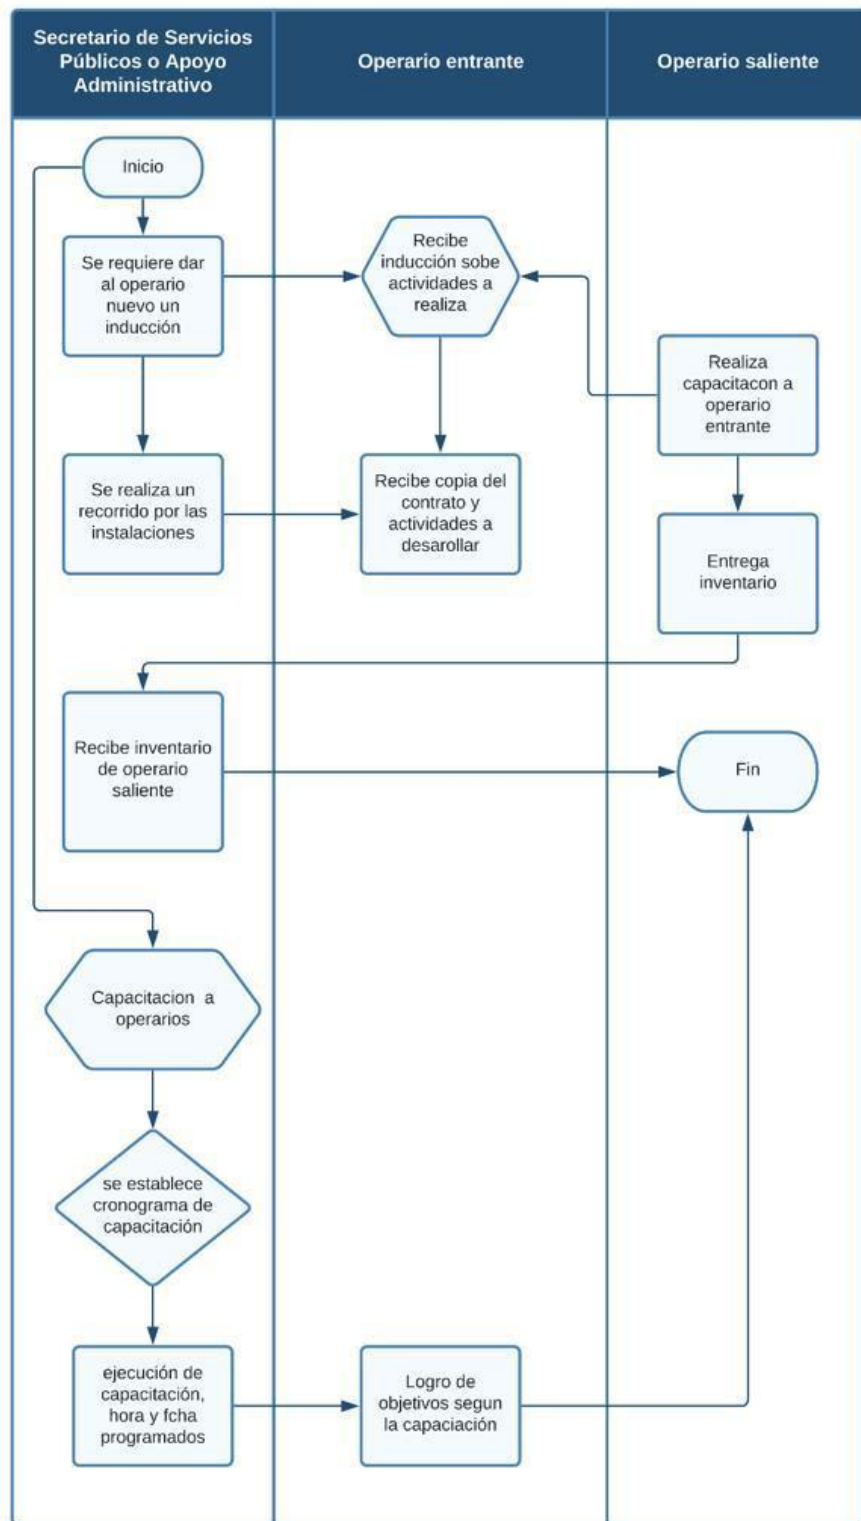 Secretario de Servicios
Públicos o Apoyo
Administrativo
Operario entrante
Operario saliente
Inicio
Se requiere dar
al operario
nuevo un
inducción
Recibe
inducción sobe
actividades a
realiza
Realiza
capacitacon a
operario
entrante
Se realiza un
recorrido por las
instalaciones
Recibe copia del
contrato y
actividades a
desarollar
Entrega
inventario
Recibe inventario
de operario
saliente
Fin
Capacitacion a
operarios
se establece
cronograma de
capacitación
ejecución de
capacitación,
hora y fcha
programados
Logro de
objetivos segun
la capaciación